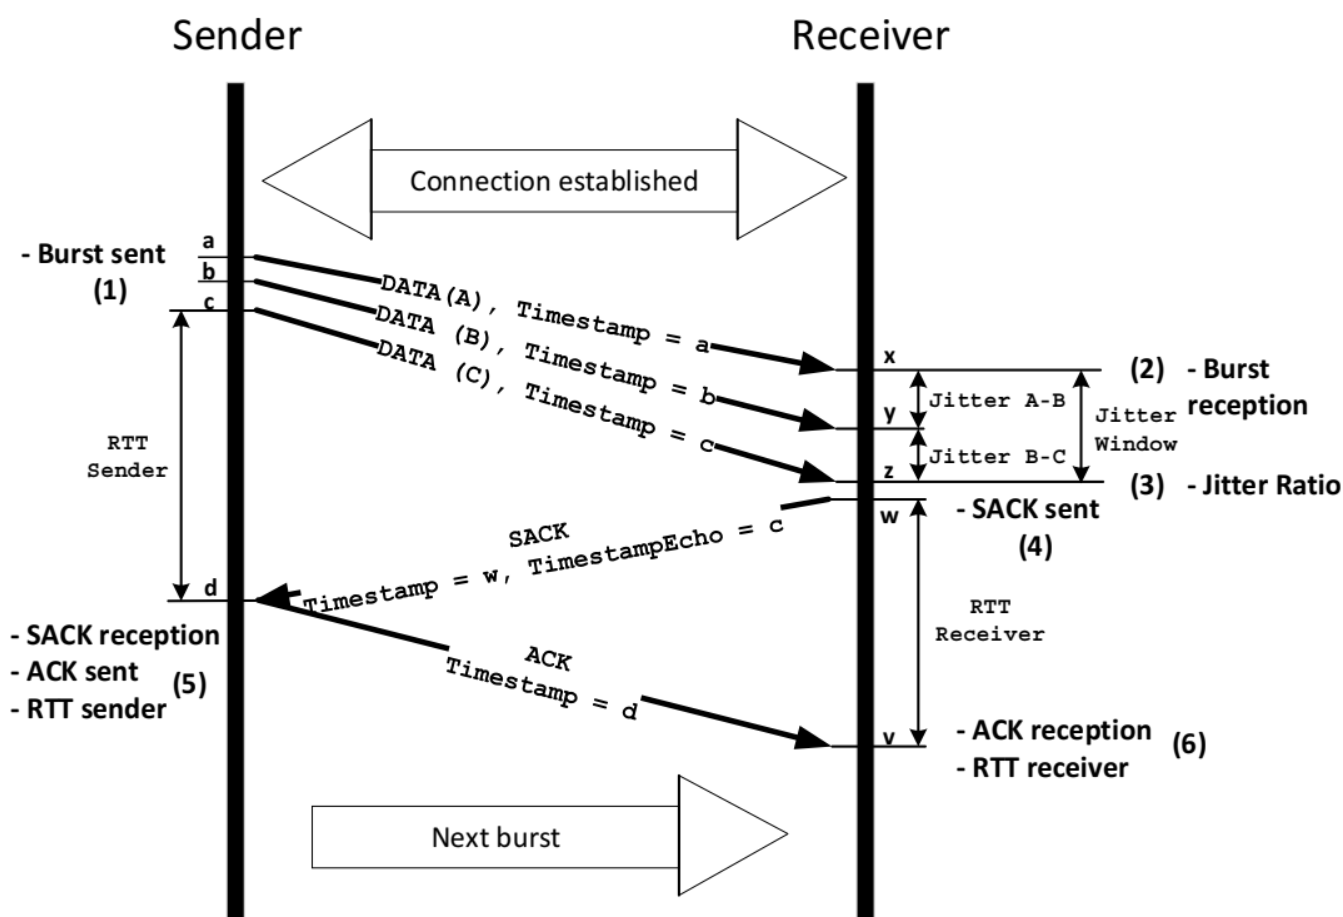 Sender
Receiver
Connection established
- Burst sent
(1)
a
b
c
DATA(A), Timestamp = a
DATA (B), Timestamp = b
DATA (C), Timestamp = c
x
y
z
w
Jitter A-B
Jitter B-C
Jitter
Window
(2) - Burst
reception
(3) - Jitter Ratio
RTT
Sender
- SACK sent
(4)
SACK
Timestamp = w, TimestampEcho = c
d
RTT
Receiver
- SACK reception
- ACK sent
- RTT sender
(5)
ACK
Timestamp = d
v
- ACK reception
- RTT receiver
(6)
Next burst